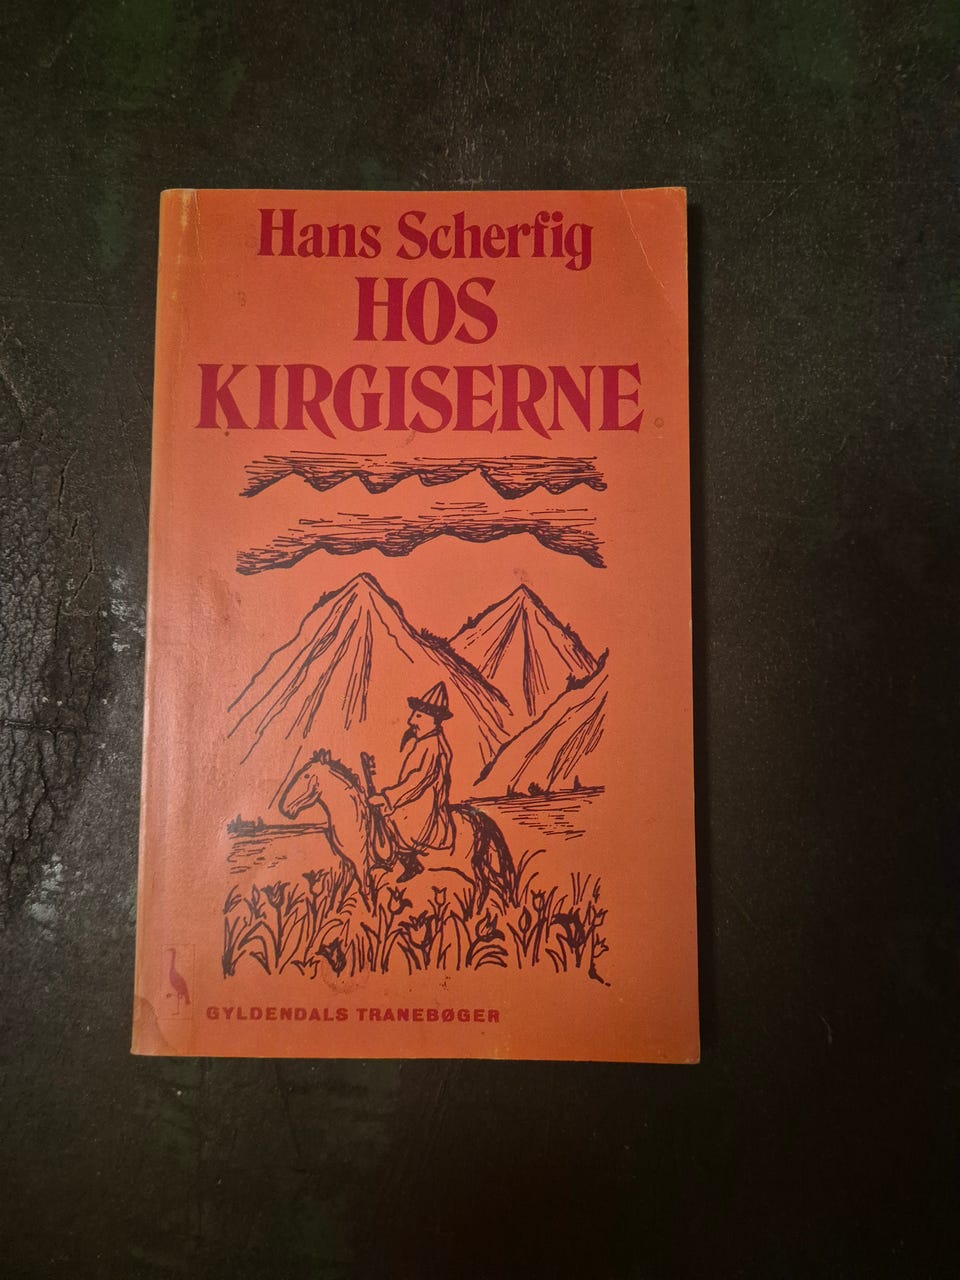 Hans Scherfig
HOS
KIRGISERNE
GYLDENDALS TRANEBØGER